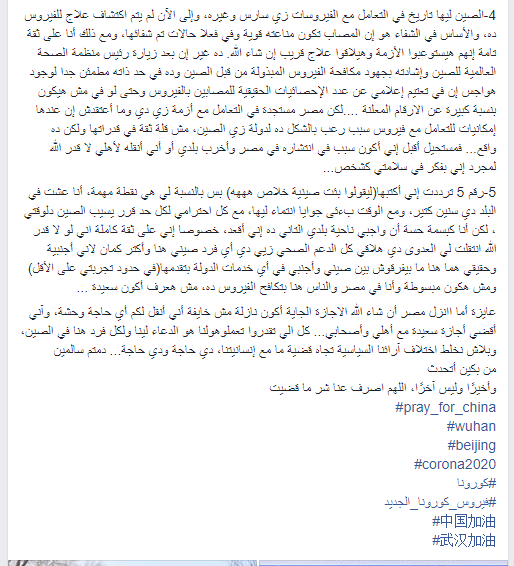 4-الصين ليها تاريخ في التعامل مع الفيروسات زي سارس وغيره، وإلى الآن لم يتم اكتشاف علاج للفيروس
ده، والأساس في الشفاء هو إن المصاب تكون مناعته قوية وفي فعلا حالات تم شفائها، ومع ذلك أنا على ثقة
تامة إنهم هيستوعبوا الأزمة وهيلاقوا علاج قريب إن شاء الله. ده غير إن بعد زيارة رئيس منظمة الصحة
العالمية للصين وإشادته بجهود مكافحة الفيروس المبذولة من قبل الصين وده في حد ذاته مطمئن جدا لوجود
هواجس إن في تعتيم إعلامي عن عدد الإحصائيات الحقيقية للمصابين بالفيروس وحتى لو في مش هيكون
بنسبة كبيرة عن الارقام المعلنة ....لكن مصر مستجدة في التعامل مع أزمة زي دي وما أعتقدش إن عندها
إمكانيات للتعامل مع فيروس سبب رعب بالشكل ده لدولة زي الصين، مش قلة ثقة في قدراتها ولكن ده
واقع... فمستحيل أقبل إني أكون سبب في انتشاره في مصر وأخرب بلدي أو أني أنقله لأهلي لا قدر الله
لمجرد إني بفكر في سلامتي كشخص...
5-رقم 5 ترددت إني أكتبها(ليقولوا بئت صينية خلاص ههههه) بس بالنسبة لي هي نقطة مهمة، أنا عشت في
البلد دي سنين كتير، ومع الوقت بءئى جوايا انتماء ليها، مع كل احترامي لكل حد قرر يسيب الصين دلوقتي
، لكن أنا كبسمة حسة أن واجبي ناحية بلدي التاني ده إني أقعد، خصوصا إني على ثقة كاملة اني لو لا قدر
الله انتقلت لي العدوى دي هلاقي كل الدعم الصحي زيي دي أي فرد صيني هنا وأكتر كمان لاني أجنبية
وحقيقي هما هنا ما بيفرقوش بين صيني وأجنبي في أي خدمات الدولة بتقدمها(في حدود تجربتي على الأقل)
ومش هكون مبسوطة وأنا في مصر والناس هنا بتكافح الفيروس ده، مش هعرف أكون سعيدة ...
عايزة أما اانزل مصر أن شاء الله الاجازة الجاية أكون نازلة مش خايفة أني أنقل لكم أي حاجة وحشة، وأني
أقضي أجازة سعيدة مع أهلي وأصحابي... كل الي تقدروا تعملوهولنا هو الدعاء لينا ولكل فرد هنا في الصين،
وبلاش نخلط اختلاف أرائنا السياسية تجاه قضية ما مع إنسانيتنا، دي حاجة ودي حاجة... دمتم سالمين
من بكين أتحدث
وأخيرًا وليس آخرًا، اللهم اصرف عنا شر ما قضيت
#pray_for_china
#wuhan
#beijing
#corona2020
#كورونا
#فيروس_كورونا_الجديد
#中国加油
#武汉加油